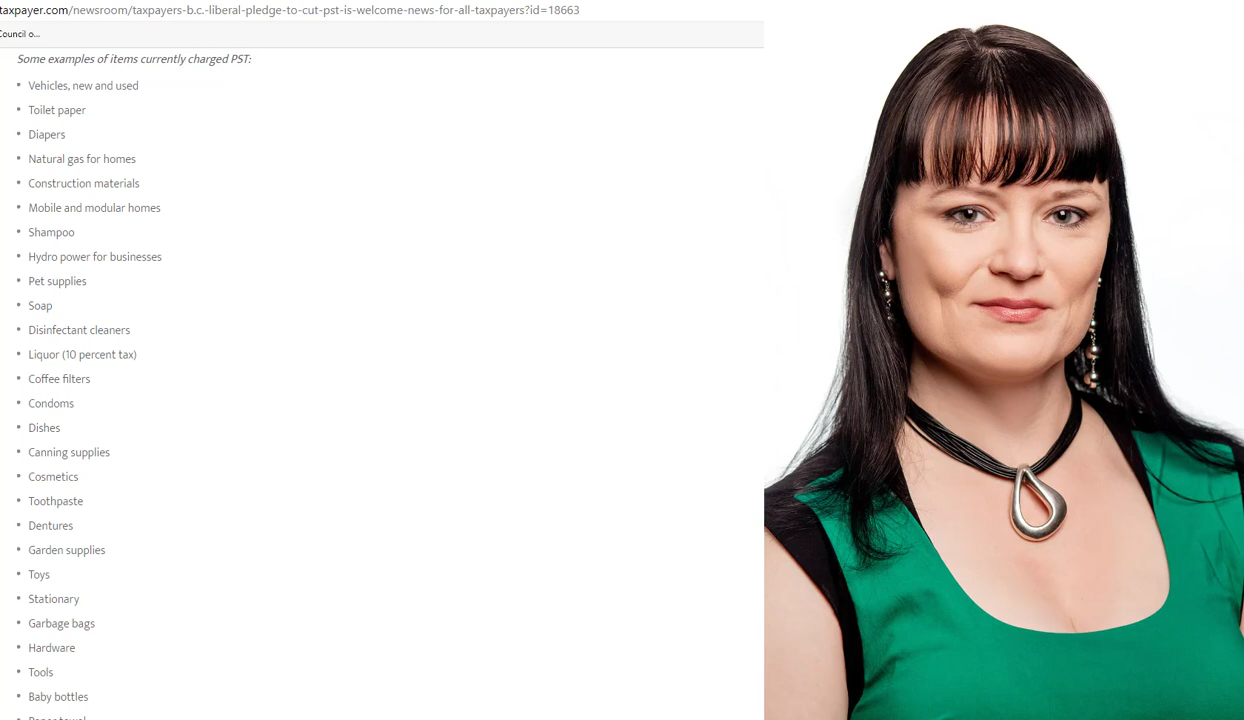 taxpayer.com/newsroom/taxpayers-b.c.-liberal-pledge-to-cut-pst-is-welcome-news-for-all-taxpayers?id=18663
Council o...
Some examples of items currently charged PST:
• Vehicles, new and used
• Toilet paper
• Diapers
• Natural gas for homes
• Construction materials
• Mobile and modular homes
• Shampoo
• Hydro power for businesses
• Pet supplies
• Soap
• Disinfectant cleaners
• Liquor (10 percent tax)
• Coffee filters
• Condoms
• Dishes
• Canning supplies
• Cosmetics
• Toothpaste
• Dentures
• Garden supplies
• Toys
• Stationary
• Garbage bags
• Hardware
• Tools
• Baby bottles
• Paper towel